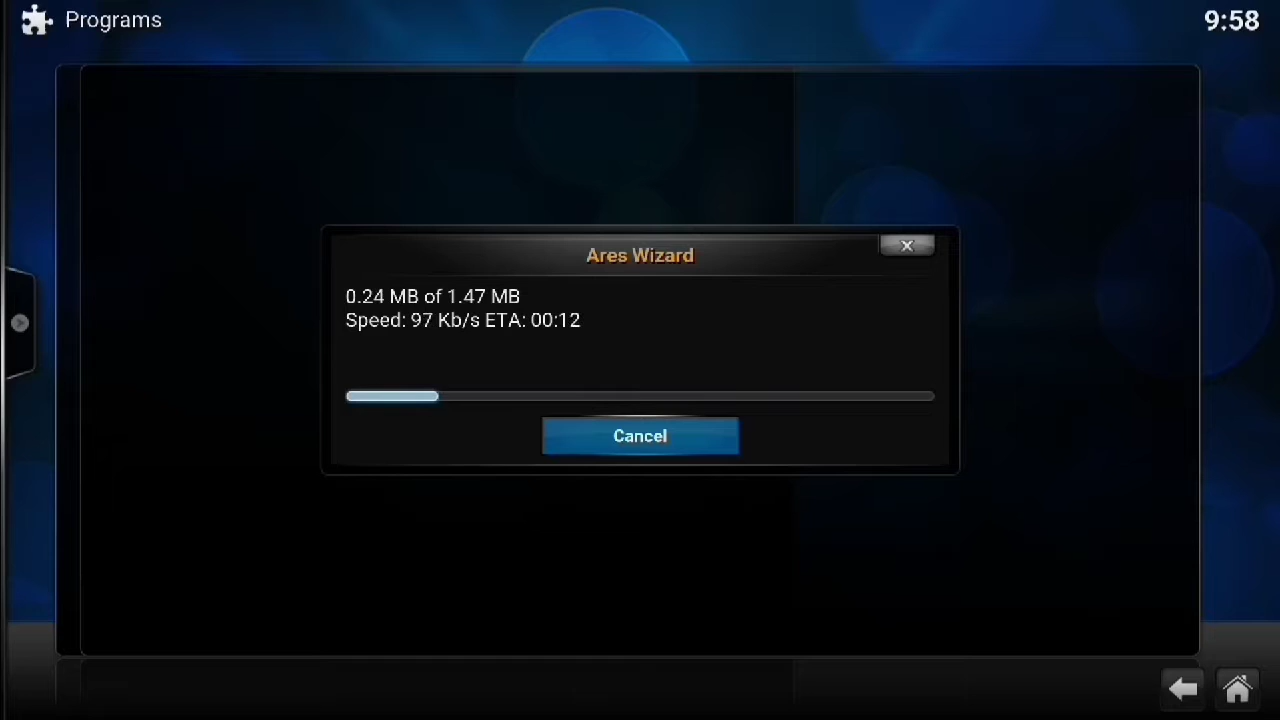 Programs
9:58
Ares Wizard
0.24 MB of 1.47 MB
Speed: 97 Kb/s ETA: 00:12
Cancel